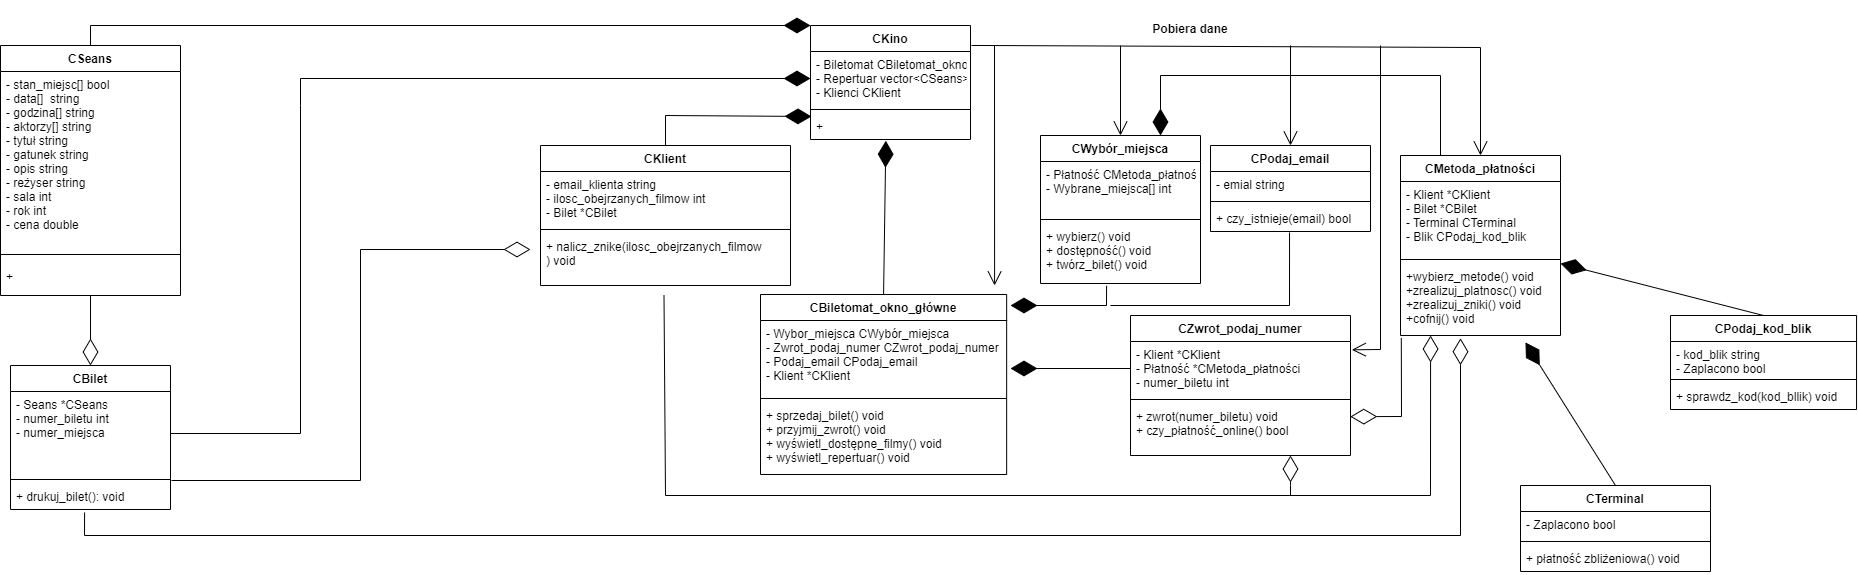 Pobiera dane
CKino
- Biletomat CBiletomat_okno
- Repertuar vector<CSeans>
- Klienci CKlient
+
CSeans
- stan_miejsc[] bool
- data[]  string
- godzina[] string
- aktorzy[] string
- tytuł string
- gatunek string
- opis string
- reżyser string
- sala int
- rok int
- cena double
+
CKlient
- email_klienta string
- ilosc_obejrzanych_filmow int
- Bilet *CBilet
+ nalicz_znike(ilosc_obejrzanych_filmow
) void
CWybór_miejsca
- Płatność CMetoda_płatnoś
- Wybrane_miejsca[] int
+ wybierz() void
+ dostępność() void
+ twórz_bilet() void
CPodaj_email
- emial string
+ czy_istnieje(email) bool
CMetoda_płatności
- Klient *CKlient
- Bilet *CBilet
- Terminal CTerminal
- Blik CPodaj_kod_blik
+wybierz_metode() void
+zrealizuj_platnosc() void
+zrealizuj_zniki() void
+cofnij() void
CBiletomat_okno_główne
- Wybor_miejsca CWybór_miejsca
- Zwrot_podaj_numer CZwrot_podaj_numer
- Podaj_email CPodaj_email
- Klient *CKlient
+ sprzedaj_bilet() void
+ przyjmij_zwrot() void
+ wyświetl_dostępne_filmy() void
+ wyświetl_repertuar() void
CZwrot_podaj_numer
- Klient *CKlient
- Płatność *CMetoda_płatności
- numer_biletu int
+ zwrot(numer_biletu) void
+ czy_płatność_online() bool
CPodaj_kod_blik
- kod_blik string
- Zaplacono bool
+ sprawdz_kod(kod_bllik) void
CBilet
- Seans *CSeans
- numer_biletu int
- numer_miejsca
+ drukuj_bilet(): void
CTerminal
- Zaplacono bool
+ płatność zbliżeniowa() void